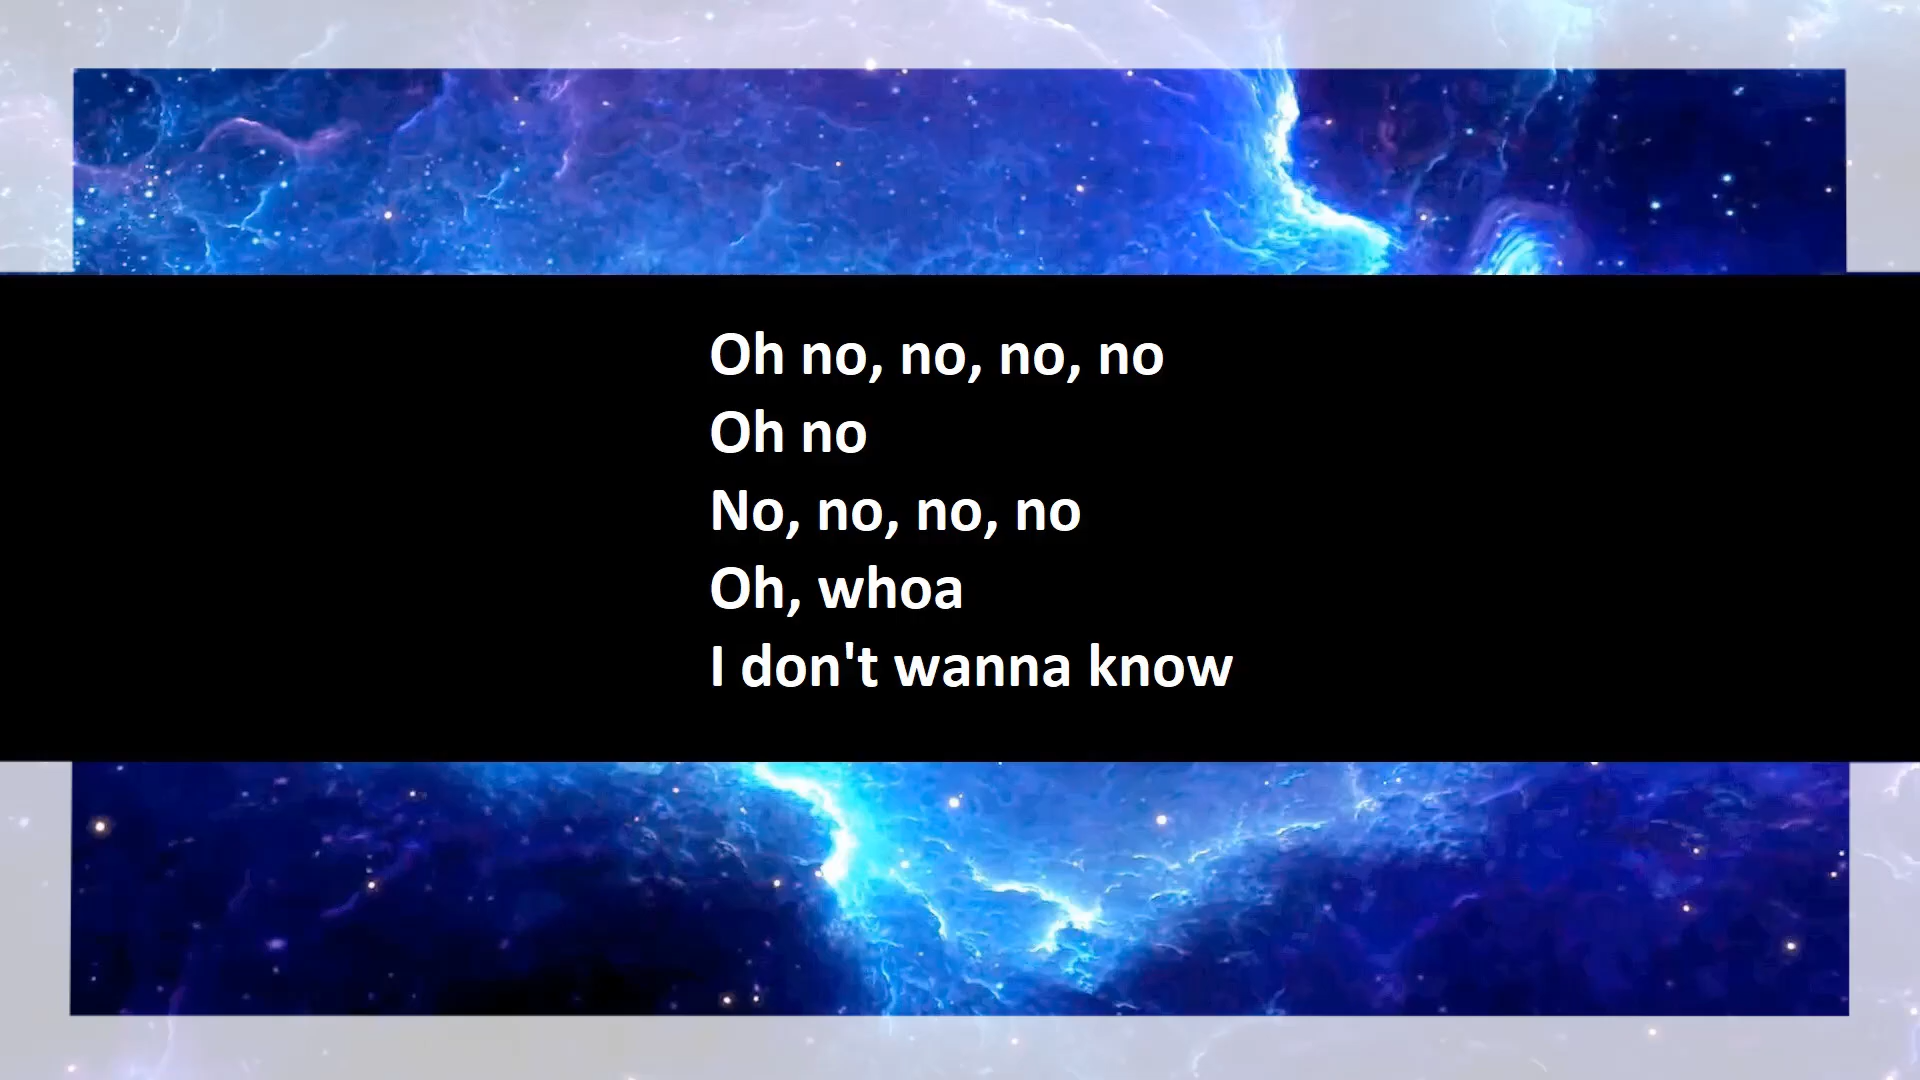 Oh no, no, no, no
Oh no
No, no, no, no
Oh, whoa
I don't wanna know